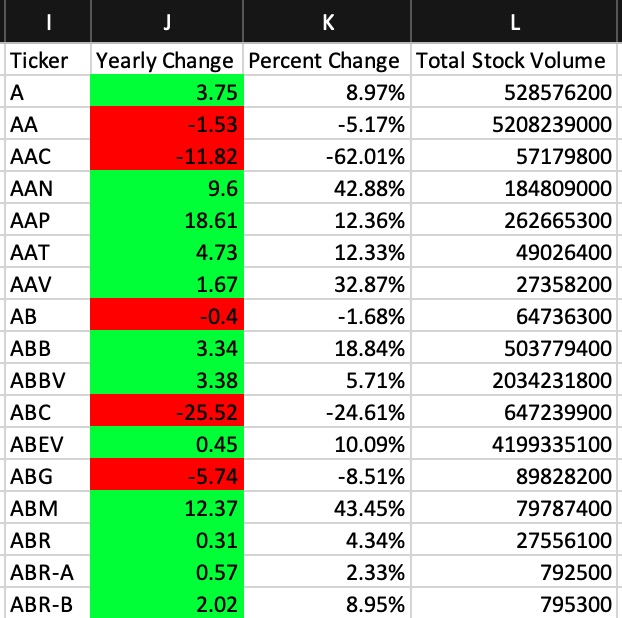 I J K L
Ticker Yearly Change Percent Change Total Stock Volume
A 3.75 8.97% 528576200
AA -1.53 -5.17% 5208239000
AAC -11.82 -62.01% 57179800
AAN 9.6 42.88% 184809000
AAP 18.61 12.36% 262665300
AAT 4.73 12.33% 49026400
AAV 1.67 32.87% 27358200
AB -0.4 -1.68% 64736300
ABB 3.34 18.84% 503779400
ABBV 3.38 5.71% 2034231800
ABC -25.52 -24.61% 647239900
ABEV 0.45 10.09% 4199335100
ABG -5.74 -8.51% 89828200
ABM 12.37 43.45% 79787400
ABR 0.31 4.34% 27556100
ABR-A 0.57 2.33% 792500
ABR-B 2.02 8.95% 795300